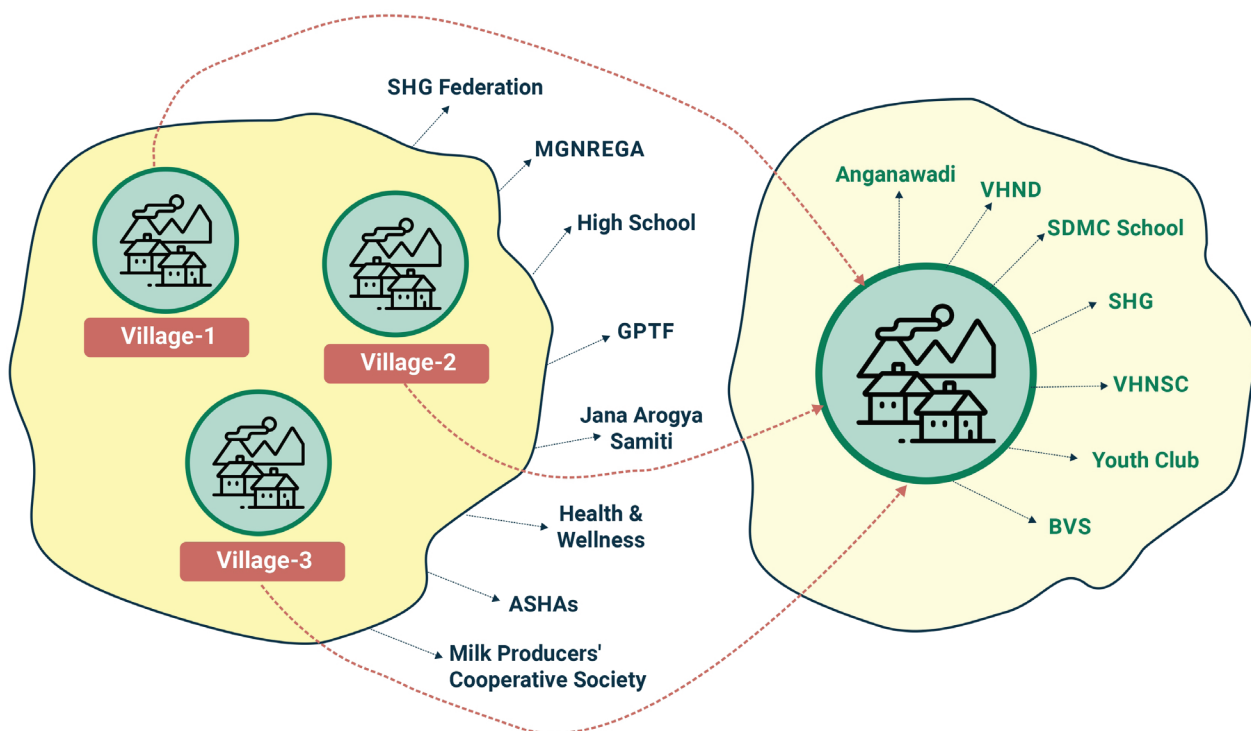 SHG Federation
MGNREGA
High School
GPTF
Jana Arogya
Samiti
Health &
Wellness
ASHAs
Milk Producers'
Cooperative Society
Village-1
Village-2
Village-3
Anganawadi
VHND
SDMC School
SHG
VHNSC
Youth Club
BVS